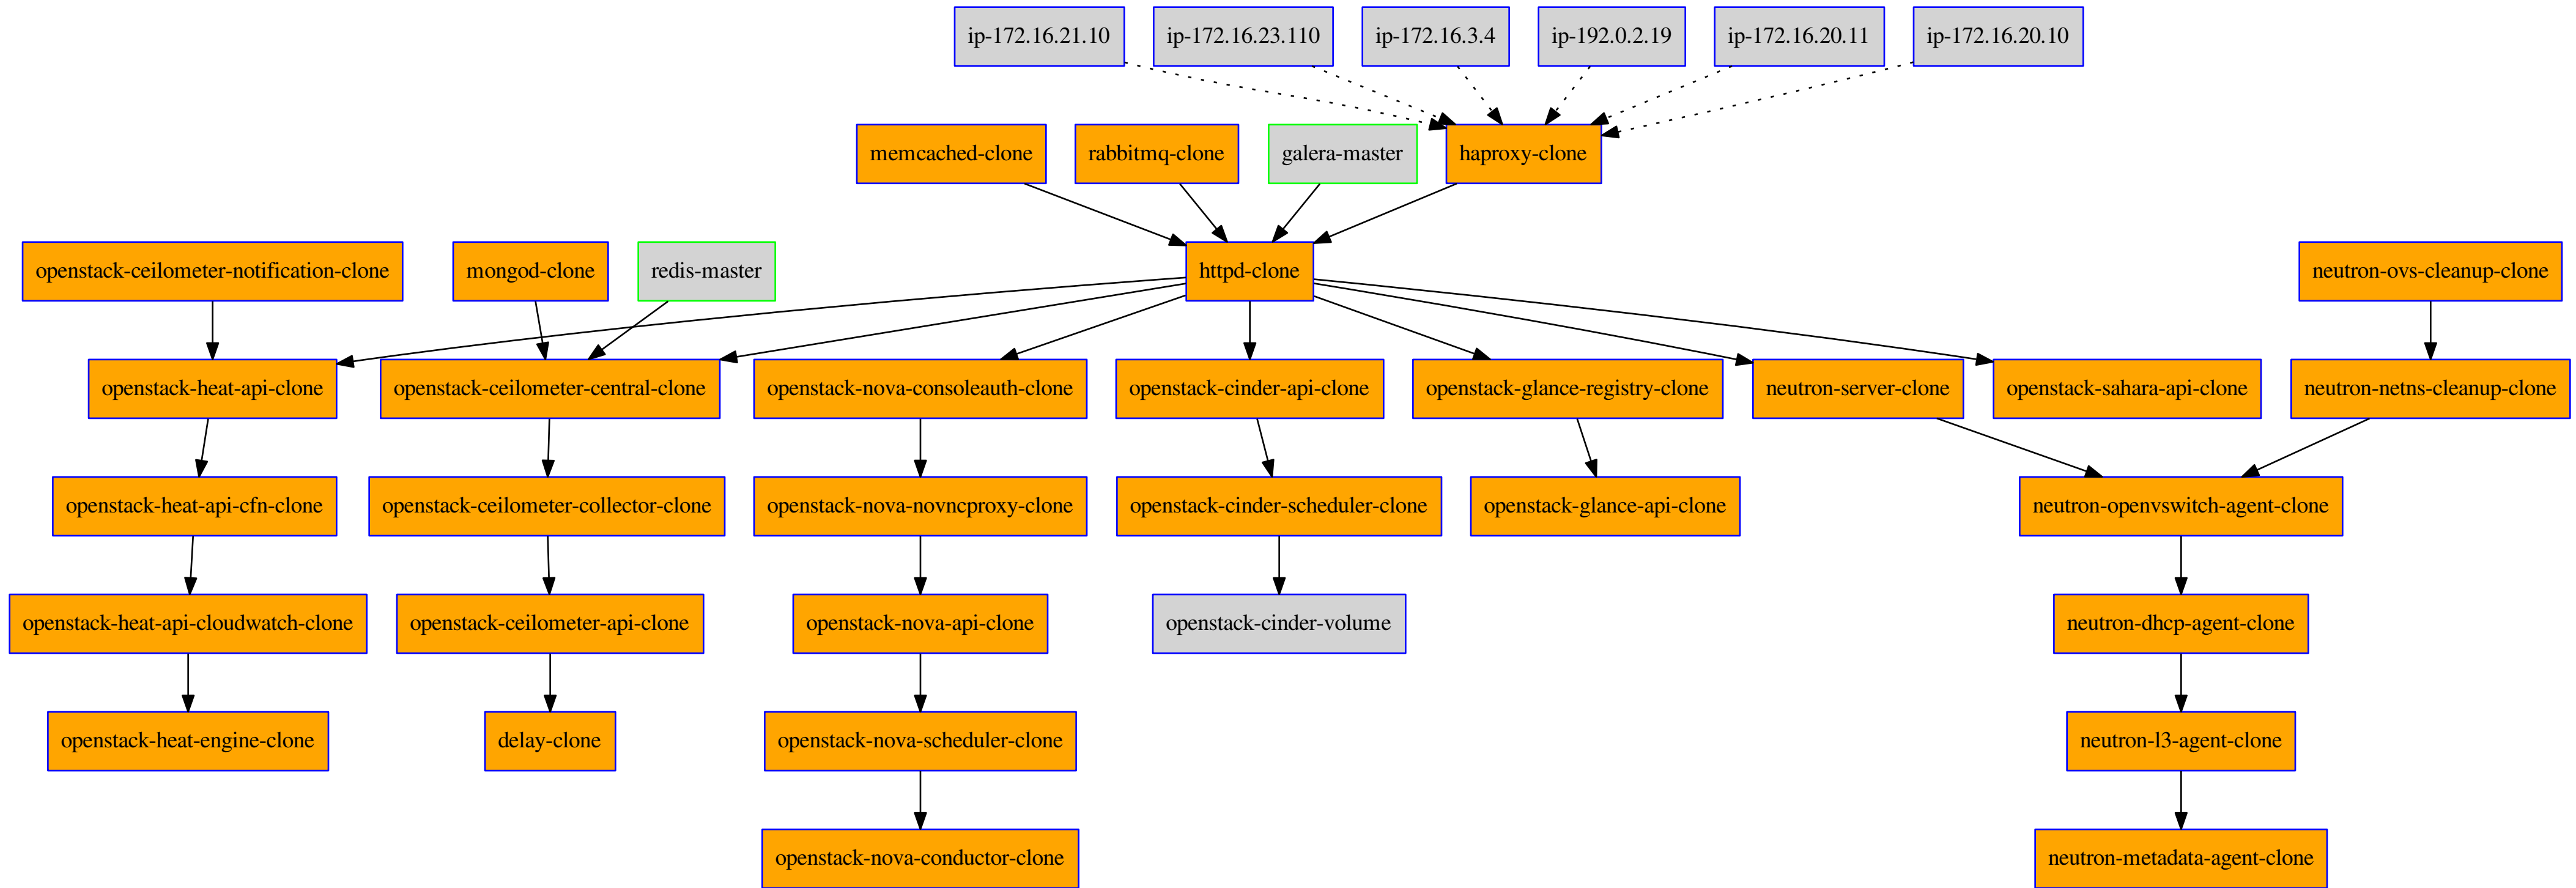 ip-172.16.21.10
ip-172.16.23.110
ip-172.16.3.4
ip-192.0.2.19
ip-172.16.20.11
ip-172.16.20.10
memcached-clone
rabbitmq-clone
galera-master
haproxy-clone
openstack-ceilometer-notification-clone
mongod-clone
redis-master
httpd-clone
neutron-ovs-cleanup-clone
openstack-heat-api-clone
openstack-ceilometer-central-clone
openstack-nova-consoleauth-clone
openstack-cinder-api-clone
openstack-glance-registry-clone
neutron-server-clone
openstack-sahara-api-clone
neutron-netns-cleanup-clone
openstack-heat-api-cfn-clone
openstack-ceilometer-collector-clone
openstack-nova-novncproxy-clone
openstack-cinder-scheduler-clone
openstack-glance-api-clone
neutron-openvswitch-agent-clone
openstack-heat-api-cloudwatch-clone
openstack-ceilometer-api-clone
openstack-nova-api-clone
openstack-cinder-volume
neutron-dhcp-agent-clone
openstack-heat-engine-clone
delay-clone
openstack-nova-scheduler-clone
neutron-l3-agent-clone
openstack-nova-conductor-clone
neutron-metadata-agent-clone